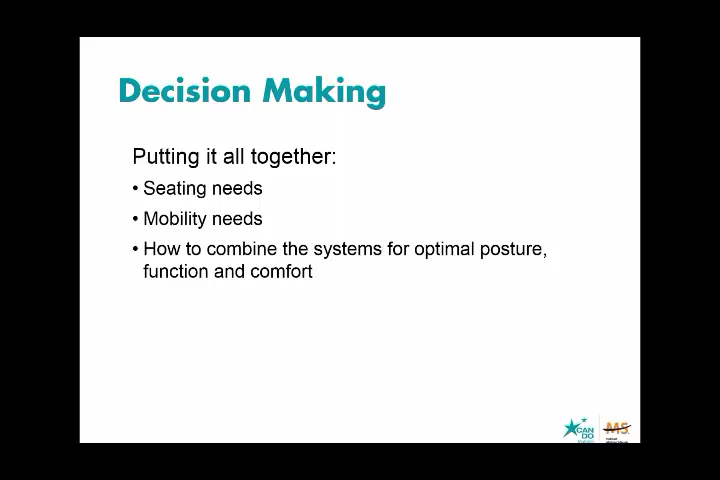 Decision Making
Putting it all together:
• Seating needs
• Mobility needs
• How to combine the systems for optimal posture,
function and comfort
CAN
DO
MS